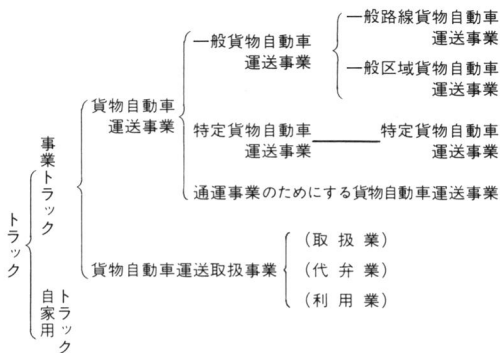 トラック
事業
トラック
自家用
トラック
貨物自動車
運送事業
一般貨物自動車
運送事業
一般路線貨物自動車
運送事業
一般区域貨物自動車
運送事業
特定貨物自動車
運送事業
特定貨物自動車
運送事業
通運事業のためにする貨物自動車運送事業
貨物自動車運送取扱事業
(取扱業)
(代弁業)
(利用業)